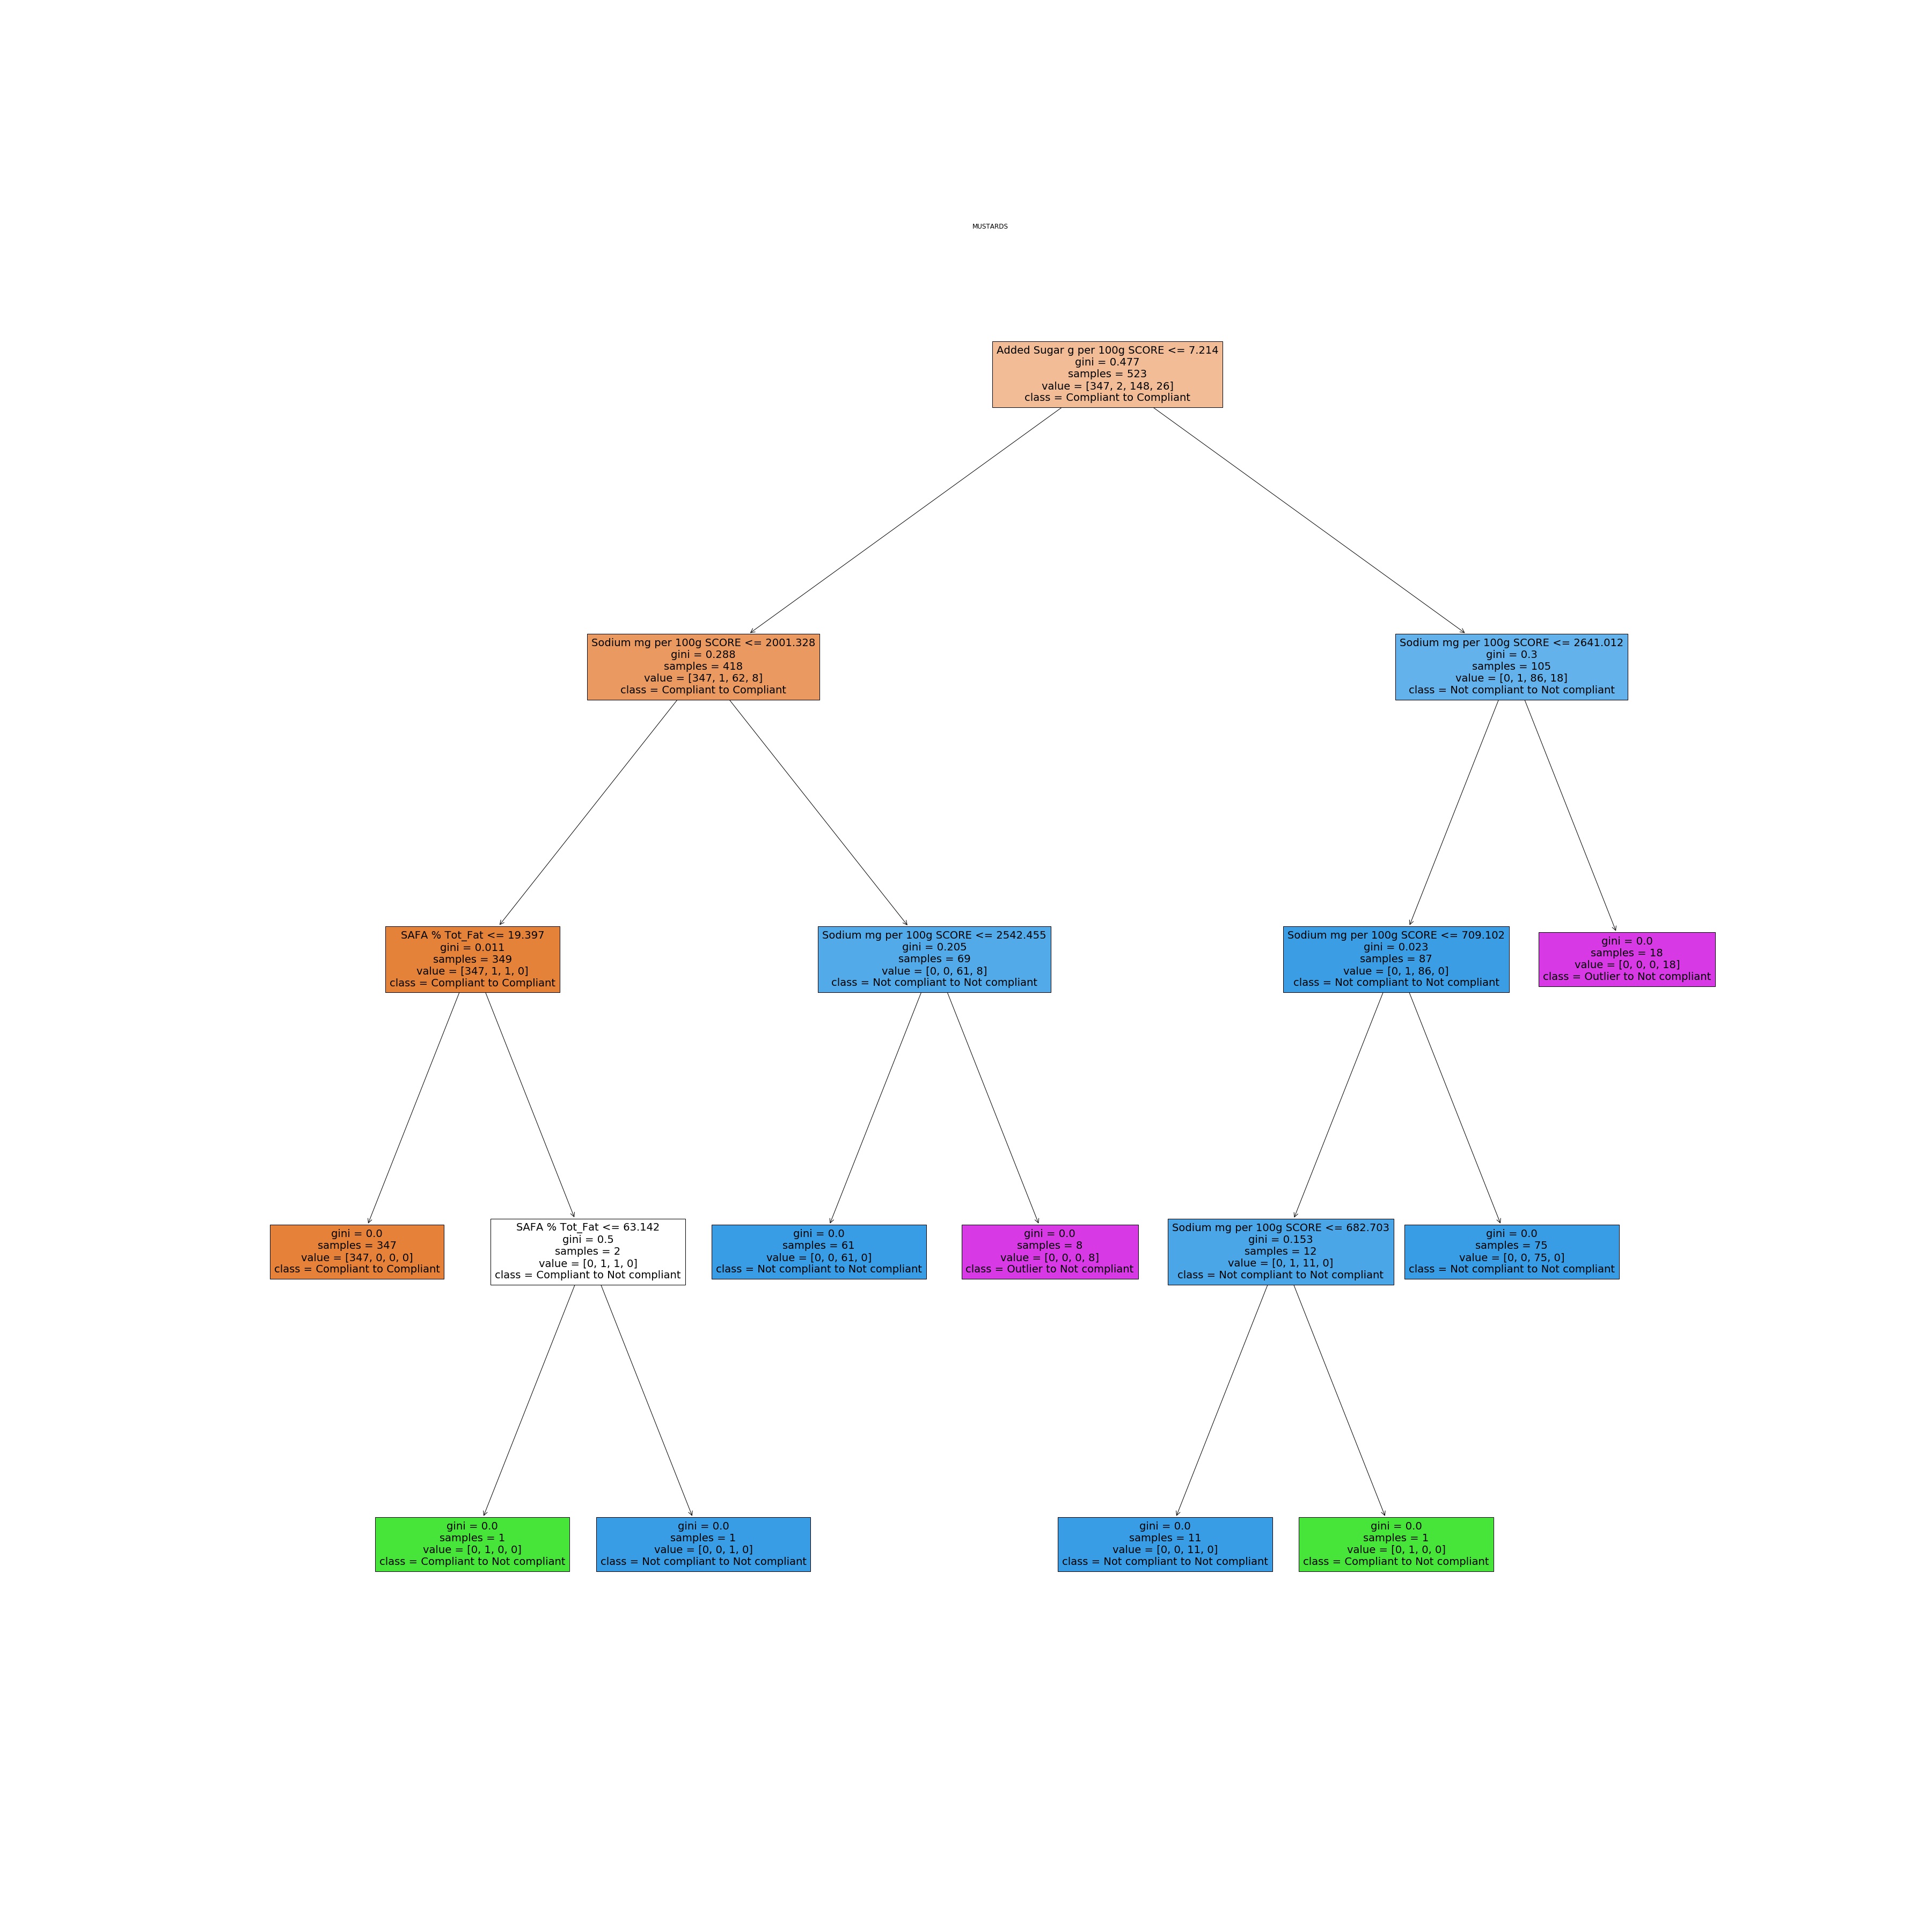 MUSTARDS
Added Sugar g per 100g SCORE <= 7.214
gini = 0.477
samples = 523
value = [347, 2, 148, 26]
class = Compliant to Compliant
Sodium mg per 100g SCORE <= 2001.328
gini = 0.288
samples = 418
value = [347, 1, 62, 8]
class = Compliant to Compliant
Sodium mg per 100g SCORE <= 2641.012
gini = 0.3
samples = 105
value = [0, 1, 86, 18]
class = Not compliant to Not compliant
SAFA % Tot_Fat <= 19.397
gini = 0.011
samples = 349
value = [347, 1, 1, 0]
class = Compliant to Compliant
Sodium mg per 100g SCORE <= 2542.455
gini = 0.205
samples = 69
value = [0, 0, 61, 8]
class = Not compliant to Not compliant
Sodium mg per 100g SCORE <= 709.102
gini = 0.023
samples = 87
value = [0, 1, 86, 0]
class = Not compliant to Not compliant
gini = 0.0
samples = 18
value = [0, 0, 0, 18]
class = Outlier to Not compliant
gini = 0.0
samples = 347
value = [347, 0, 0, 0]
class = Compliant to Compliant
SAFA % Tot_Fat <= 63.142
gini = 0.5
samples = 2
value = [0, 1, 1, 0]
class = Compliant to Not compliant
gini = 0.0
samples = 61
value = [0, 0, 61, 0]
class = Not compliant to Not compliant
gini = 0.0
samples = 8
value = [0, 0, 0, 8]
class = Outlier to Not compliant
Sodium mg per 100g SCORE <= 682.703
gini = 0.153
samples = 12
value = [0, 1, 11, 0]
class = Not compliant to Not compliant
gini = 0.0
samples = 75
value = [0, 0, 75, 0]
class = Not compliant to Not compliant
gini = 0.0
samples = 1
value = [0, 1, 0, 0]
class = Compliant to Not compliant
gini = 0.0
samples = 1
value = [0, 0, 1, 0]
class = Not compliant to Not compliant
gini = 0.0
samples = 11
value = [0, 0, 11, 0]
class = Not compliant to Not compliant
gini = 0.0
samples = 1
value = [0, 1, 0, 0]
class = Compliant to Not compliant